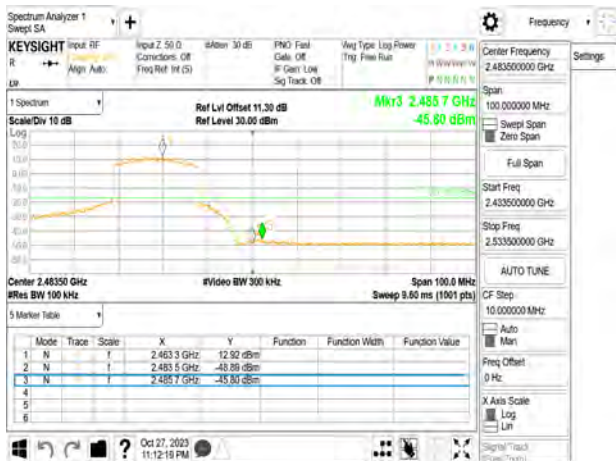 Spectrum Analyzer 1
Swept SA
+
Frequency
KEYSIGHT
Input: RF
Input Z: 50 Ω
#Atten: 30 dB
PNO: Fast
Avg Type: Log Power
R
Align: Auto
Corrections: Off
Freq Ref: Int (S)
Gate: Off
IF Gain: Low
Sig Track: Off
Trig: Free Run
Center Frequency
2.483500000 GHz
Settings
1 Spectrum
Scale/Div 10 dB
Ref Lvl Offset 11.30 dB
Ref Level 30.00 dBm
Mkr3 2.485 7 GHz
-45.80 dBm
Log
Span
100.000000 MHz
Swept Span
Zero Span
Full Span
Start Freq
2.433500000 GHz
Stop Freq
2.533500000 GHz
AUTO TUNE
Center 2.48350 GHz
#Res BW 100 kHz
#Video BW 300 kHz
Span 100.0 MHz
Sweep 9.60 ms (1001 pts)
CF Step
10.000000 MHz
Auto
Man
5 Marker Table
Mode Trace Scale X Y Function Function Width Function Value
1 N f 2.463 3 GHz 12.92 dBm
2 N f 2.483 5 GHz -48.89 dBm
3 N f 2.485 7 GHz -45.80 dBm
4
5
6
Freq Offset
0 Hz
X Axis Scale
Log
Lin
Signal Track
?
Oct 27, 2023
11:12:19 PM